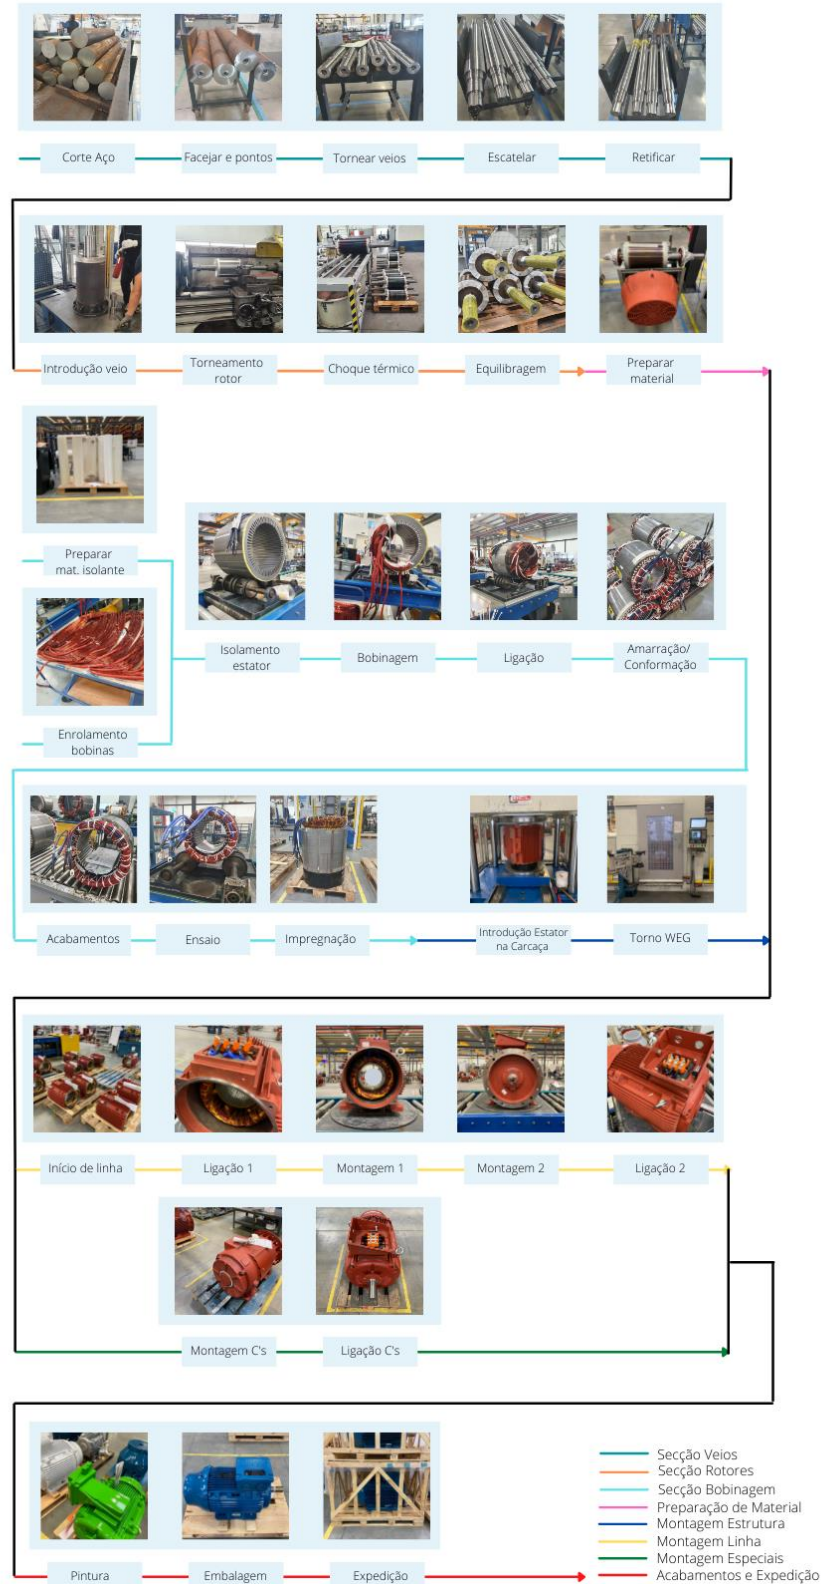 Corte Aço
Facejar e pontos
Tornear veios
Escatelar
Retificar
Introdução veio
Torneamento
rotor
Choque térmico
Equilibragem
Preparar
material
Preparar
mat. isolante
Enrolamento
bobinas
Isolamento
estator
Bobinagem
Ligação
Amarração/
Conformação
Acabamentos
Ensaio
Impregnação
Introdução Estator
na Carcaça
Torno WEG
Início de linha
Ligação 1
Montagem 1
Montagem 2
Ligação 2
Montagem C's
Ligação C's
Pintura
Embalagem
Expedição
Secção Veios
Secção Rotores
Secção Bobinagem
Preparação de Material
Montagem Estrutura
Montagem Linha
Montagem Especiais
Acabamentos e Expedição